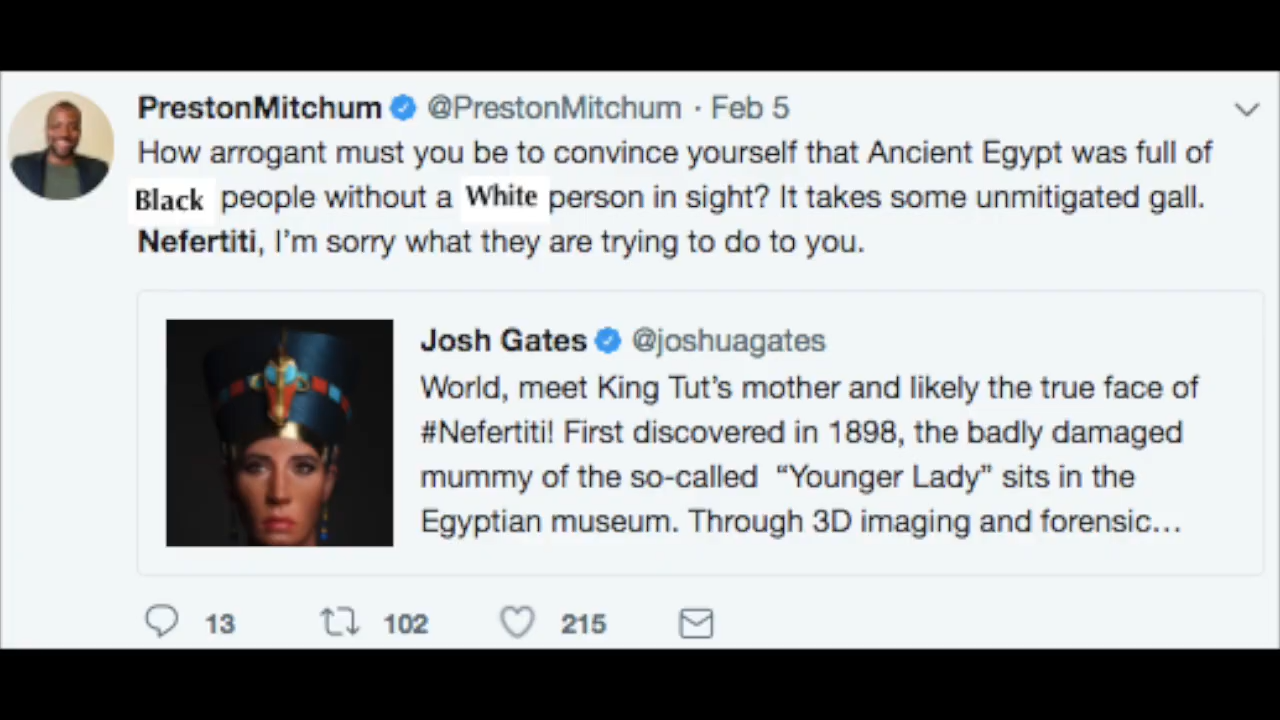 PrestonMitchum @PrestonMitchum · Feb 5
How arrogant must you be to convince yourself that Ancient Egypt was full of
Black people without a White person in sight? It takes some unmitigated gall.
Nefertiti, I'm sorry what they are trying to do to you.
Josh Gates @joshuagates
World, meet King Tut's mother and likely the true face of
#Nefertiti! First discovered in 1898, the badly damaged
mummy of the so-called “Younger Lady” sits in the
Egyptian museum. Through 3D imaging and forensic...
13 102 215